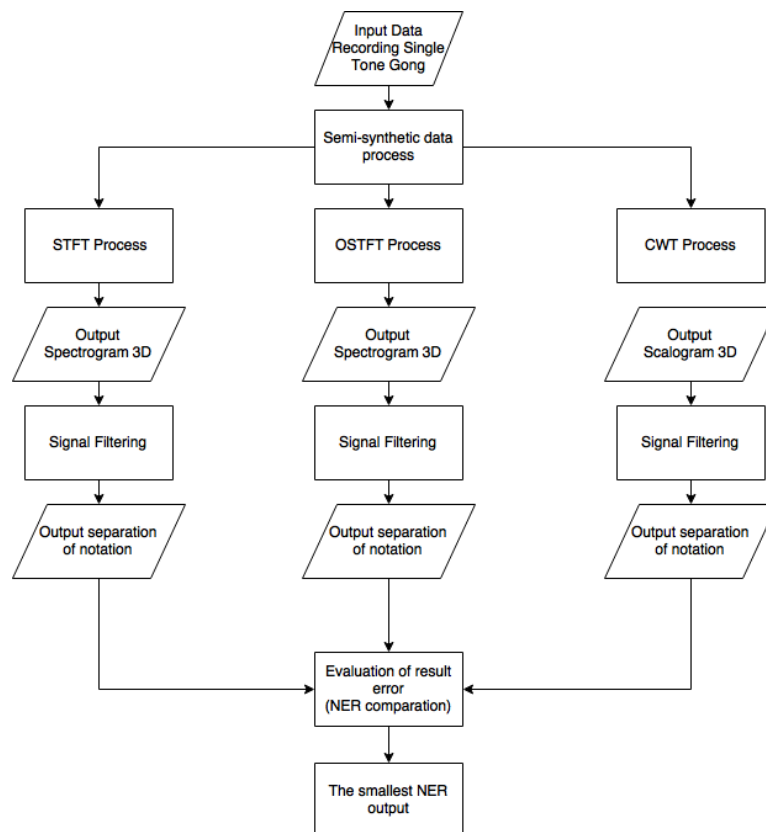 Input Data
Recording Single
Tone Gong
Semi-synthetic data
process
STFT Process
OSTFT Process
CWT Process
Output
Spectrogram 3D
Output
Spectrogram 3D
Output
Scalogram 3D
Signal Filtering
Signal Filtering
Signal Filtering
Output separation
of notation
Output separation
of notation
Output separation
of notation
Evaluation of result
error
(NER comparation)
The smallest NER
output